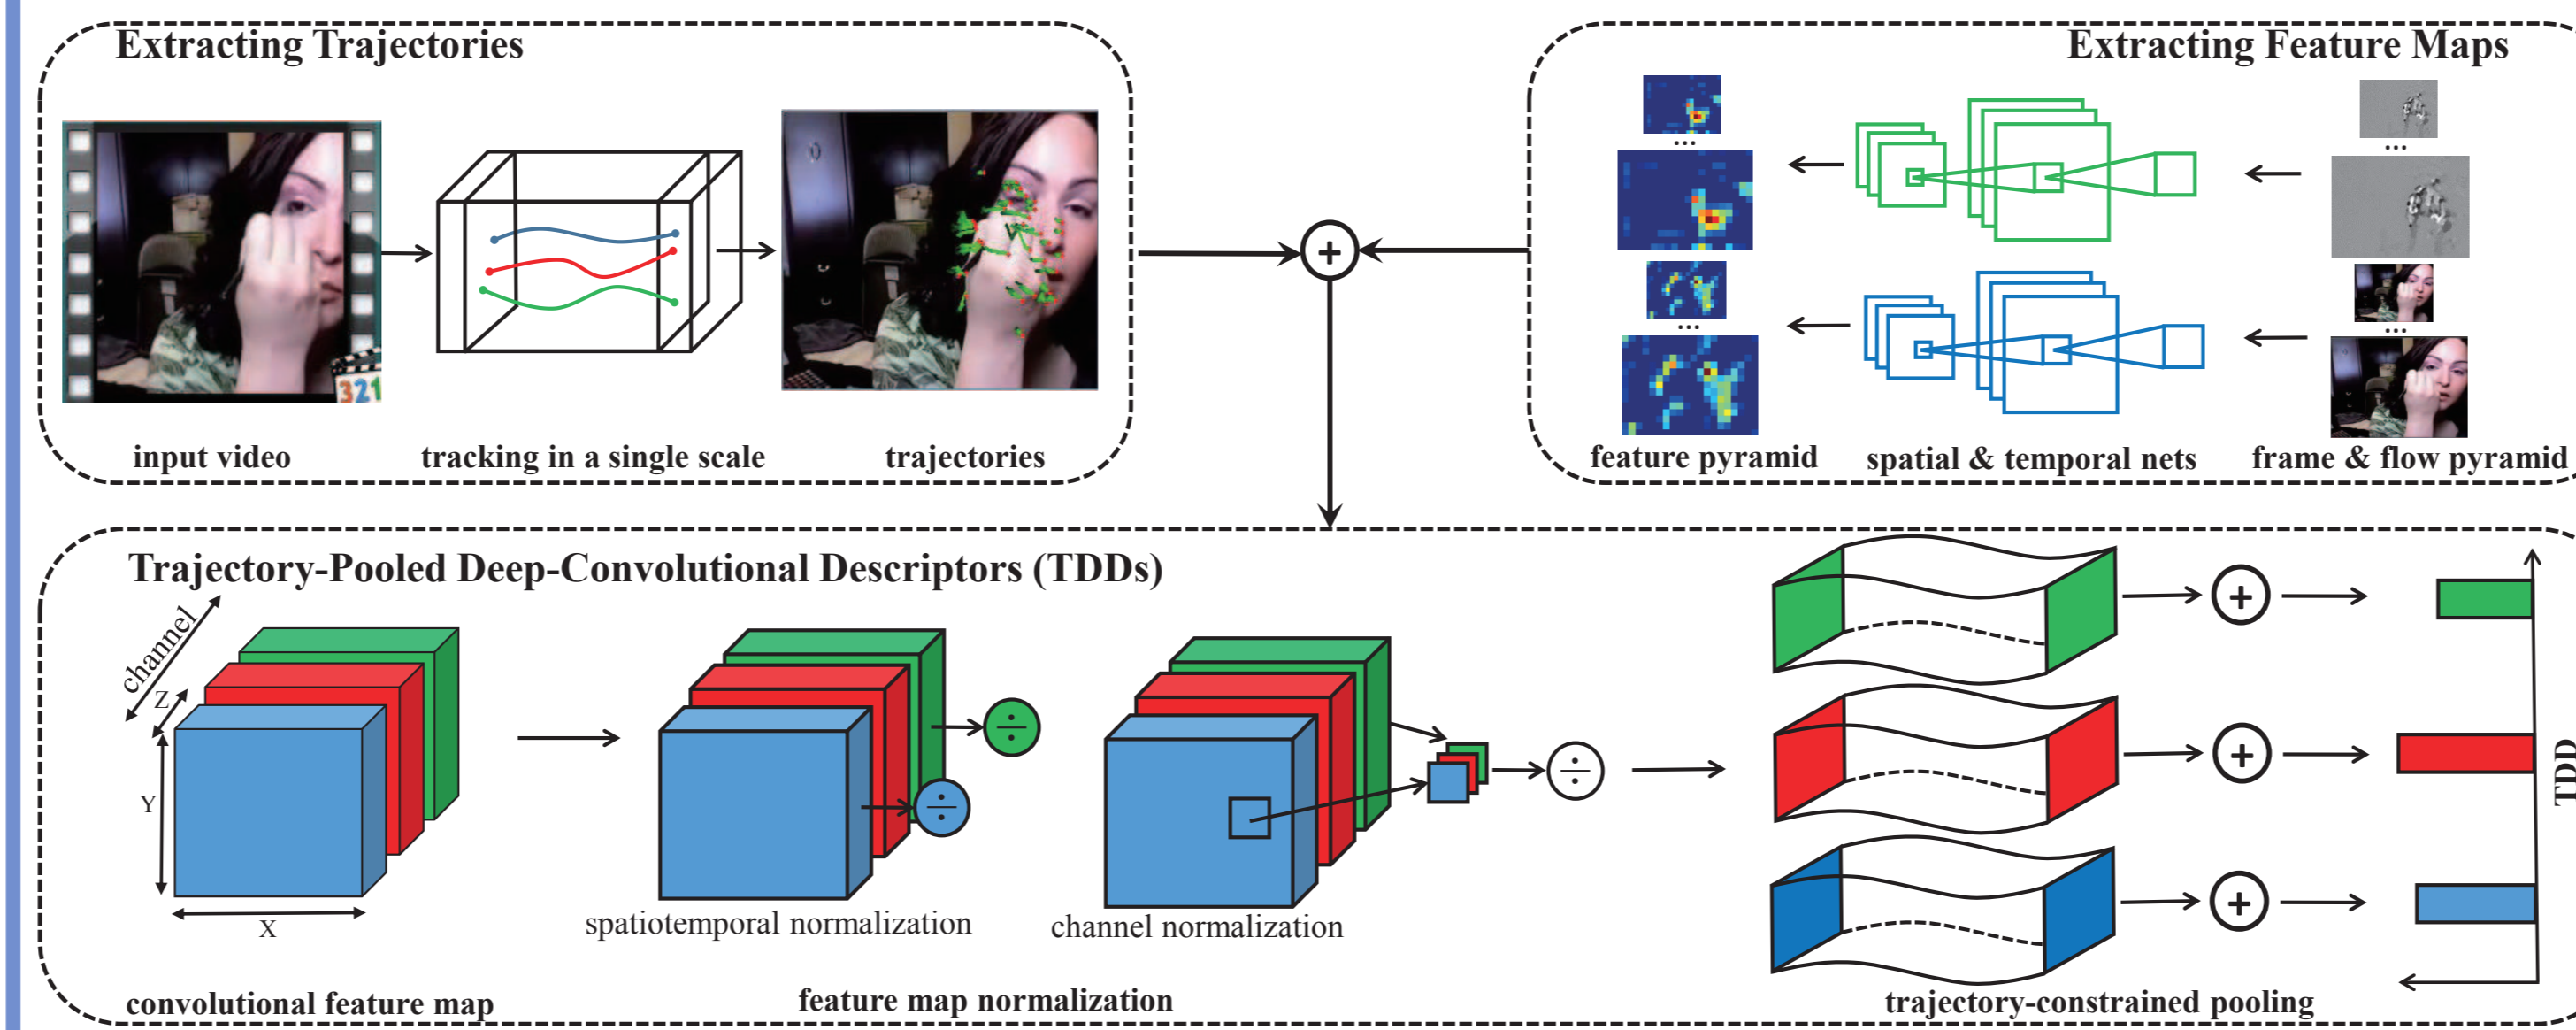 Extracting Trajectories
321
input video
tracking in a single scale
trajectories
Extracting Feature Maps
...
...
...
...
feature pyramid
spatial & temporal nets
frame & flow pyramid
+
Trajectory-Pooled Deep-Convolutional Descriptors (TDDs)
channel
Z
Y
X
convolutional feature map
÷
÷
spatiotemporal normalization
÷
channel normalization
feature map normalization
+
+
+
trajectory-constrained pooling
TDD